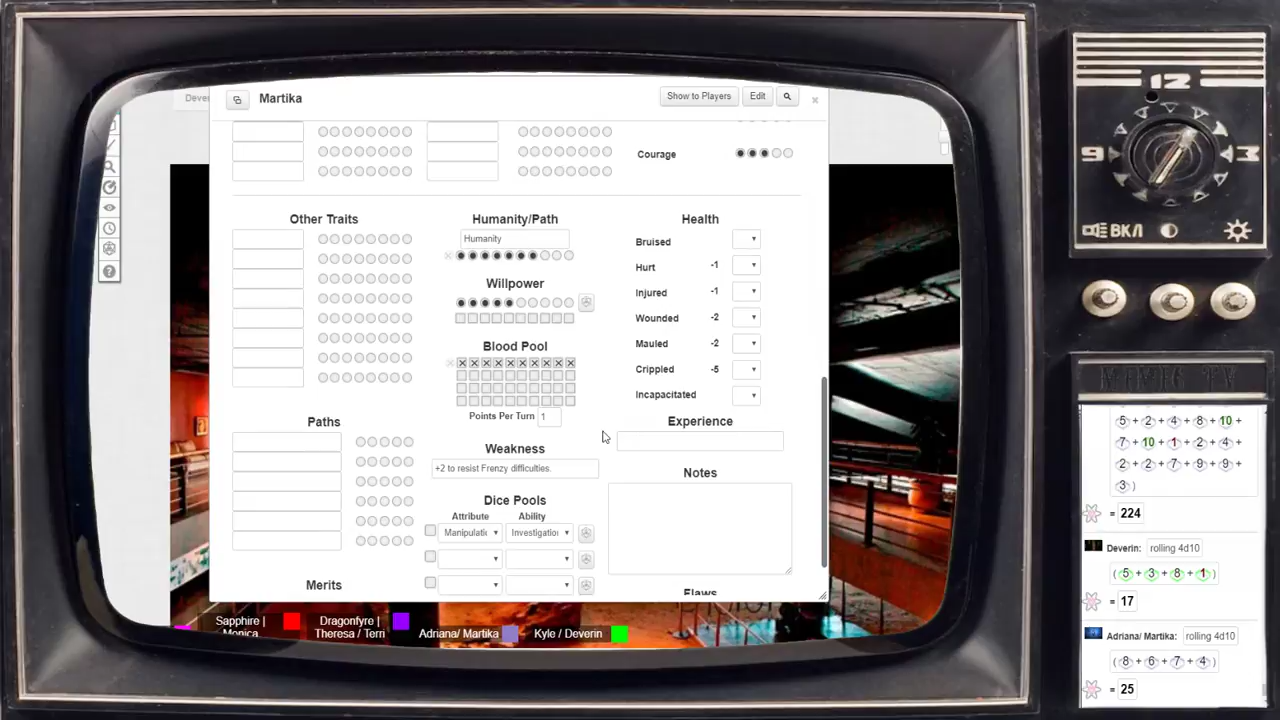 Martika
Show to Players
Edit
Courage
Other Traits
Humanity/Path
Health
Humanity
Bruised
Hurt -1
Injured -1
Willpower
Wounded -2
Blood Pool
Mauled -2
Crippled -5
Incapacitated
Points Per Turn 1
Paths
Experience
Weakness
+2 to resist Frenzy difficulties.
Notes
Dice Pools
Attribute Ability
Manipulati Investigatio
Merits
Flaws
Sapphire |
Monica
Dragonfyre |
Theresa / Terri
Adriana/ Martika
Kyle / Deverin
12
9
3
ВКЛ
5 + 2 + 4 + 8 + 10 +
7 + 10 + 1 + 2 + 4 +
2 + 2 + 7 + 9 + 9 +
3 )
= 224
Deverin: rolling 4d10
( 5 + 3 + 8 + 1 )
= 17
Adriana/ Martika: rolling 4d10
( 8 + 6 + 7 + 4 )
= 25